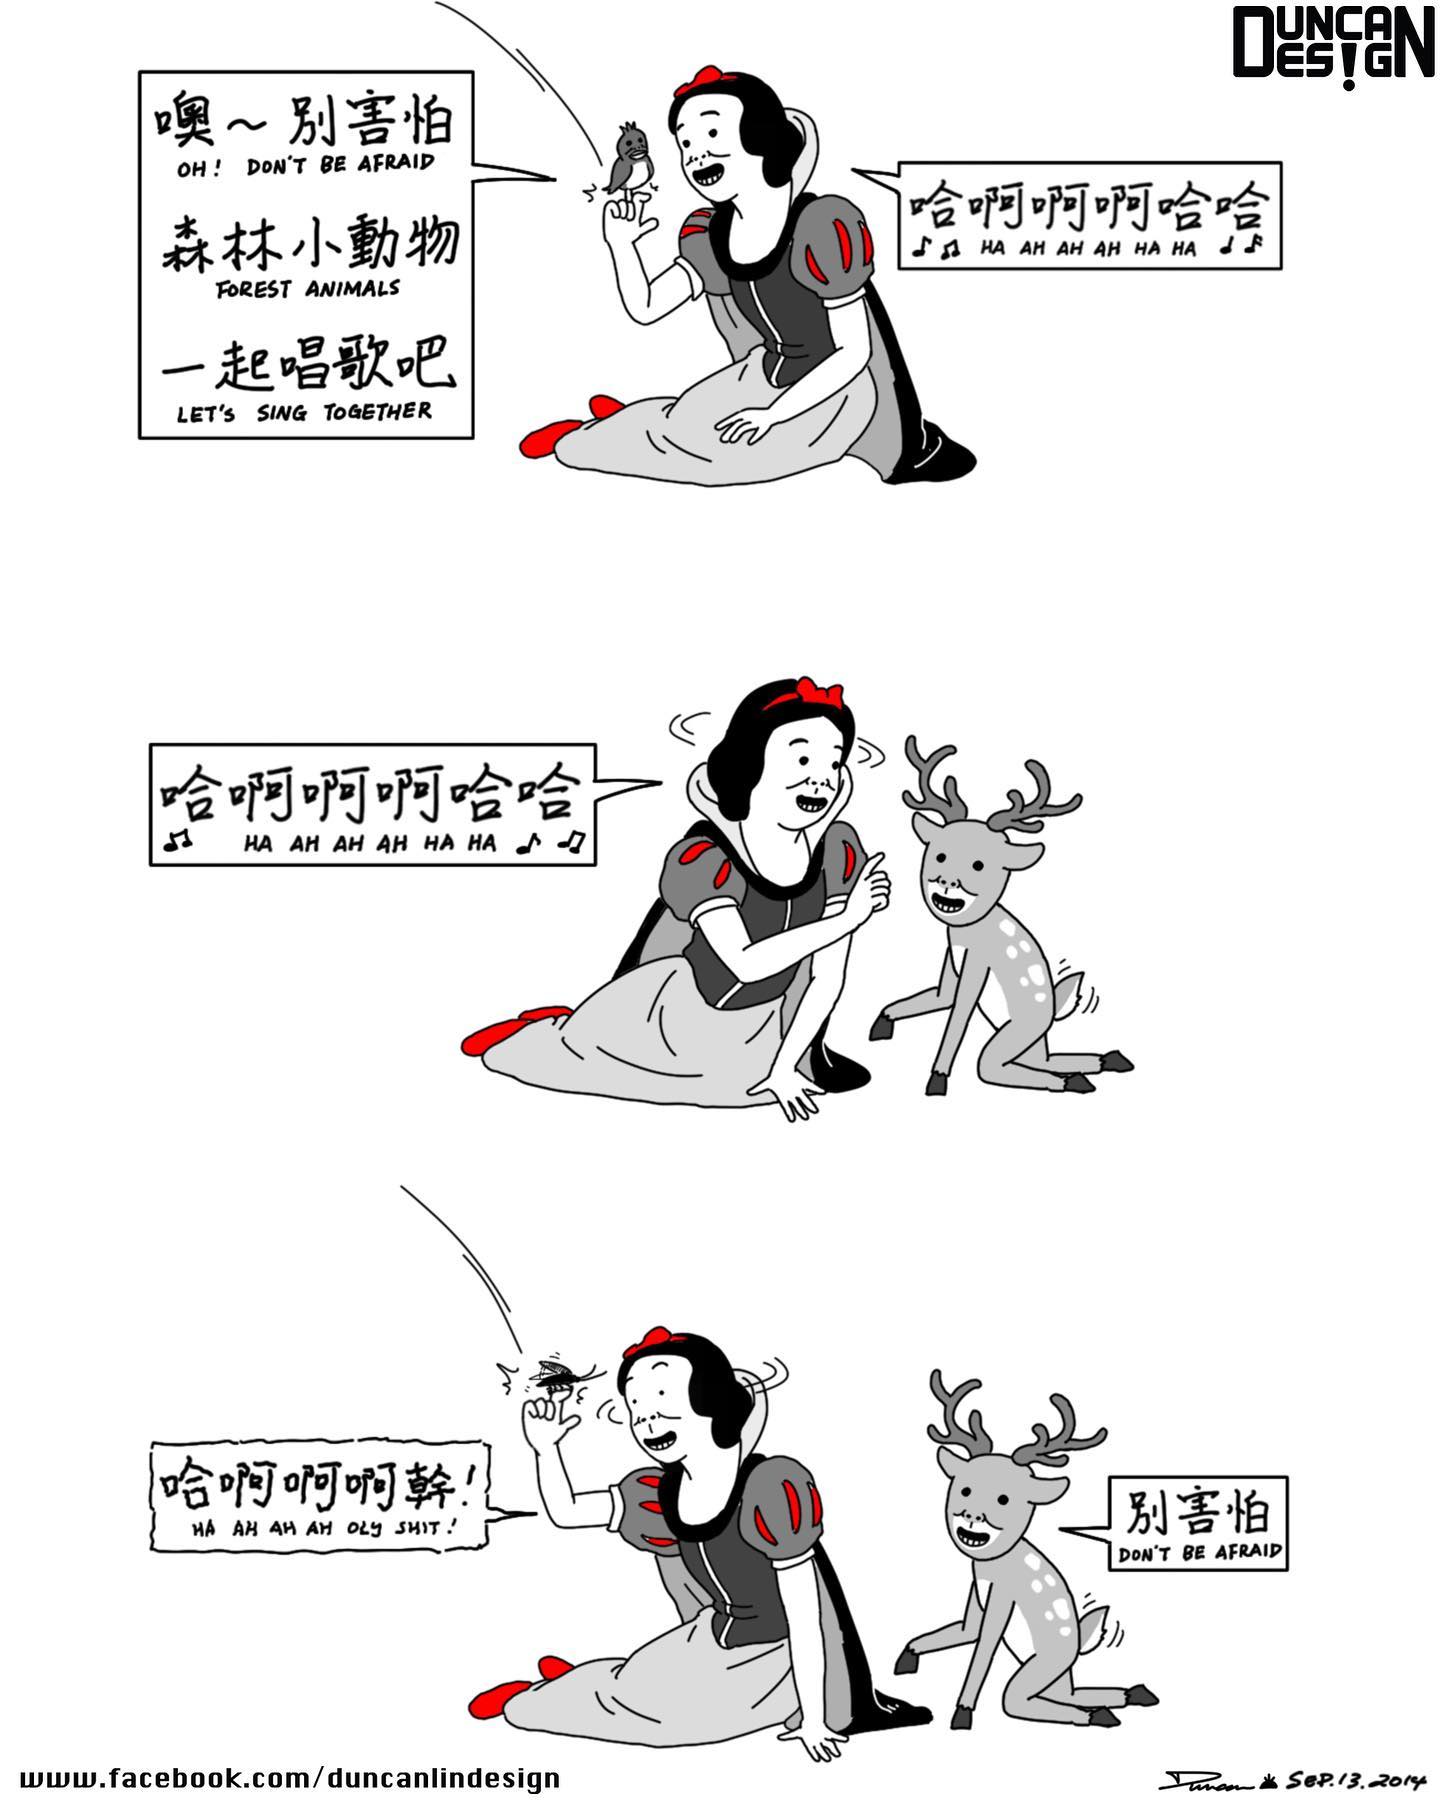 DUNCAN
DES!GN
噢～別害怕
OH! DON'T BE AFRAID
森林小動物
FOREST ANIMALS
一起唱歌吧
LET'S SING TOGETHER
哈啊啊啊哈哈
♪ ♫ HA AH AH AH HA HA ♩ ♬
哈啊啊啊哈哈
♫ HA AH AH AH HA HA ♪ ♫
哈啊啊啊幹!
HA AH AH AH OLY SHIT!
別害怕
DON'T BE AFRAID
www.facebook.com/duncanlindesign
Duncan SEP.13.2014